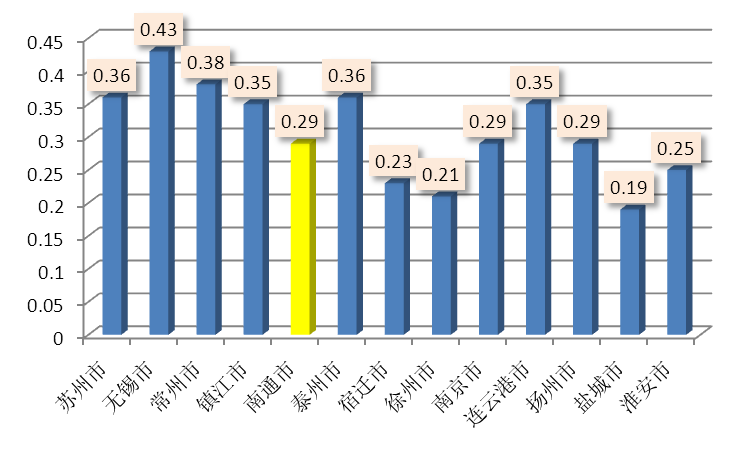 0.45
0.4
0.35
0.3
0.25
0.2
0.15
0.1
0.05
0
0.36
0.43
0.38
0.35
0.29
0.36
0.23
0.21
0.29
0.35
0.29
0.19
0.25
苏州市
无锡市
常州市
镇江市
南通市
泰州市
宿迁市
徐州市
南京市
连云港市
扬州市
盐城市
淮安市